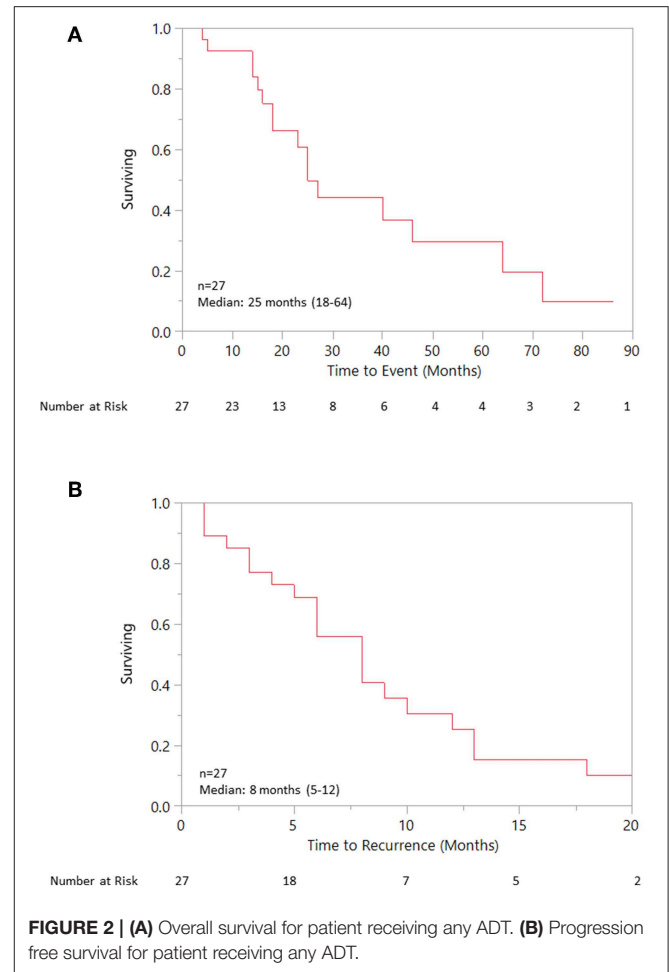 A
1.0
0.8
0.6
0.4
0.2
0.0
Surviving
n=27
Median: 25 months (18-64)
0 10 20 30 40 50 60 70 80 90
Time to Event (Months)
Number at Risk 27 23 13 8 6 4 4 3 2 1
B
1.0
0.8
0.6
0.4
0.2
0.0
Surviving
n=27
Median: 8 months (5-12)
0 5 10 15 20
Time to Recurrence (Months)
Number at Risk 27 18 7 5 2
FIGURE 2 | (A) Overall survival for patient receiving any ADT. (B) Progression
free survival for patient receiving any ADT.